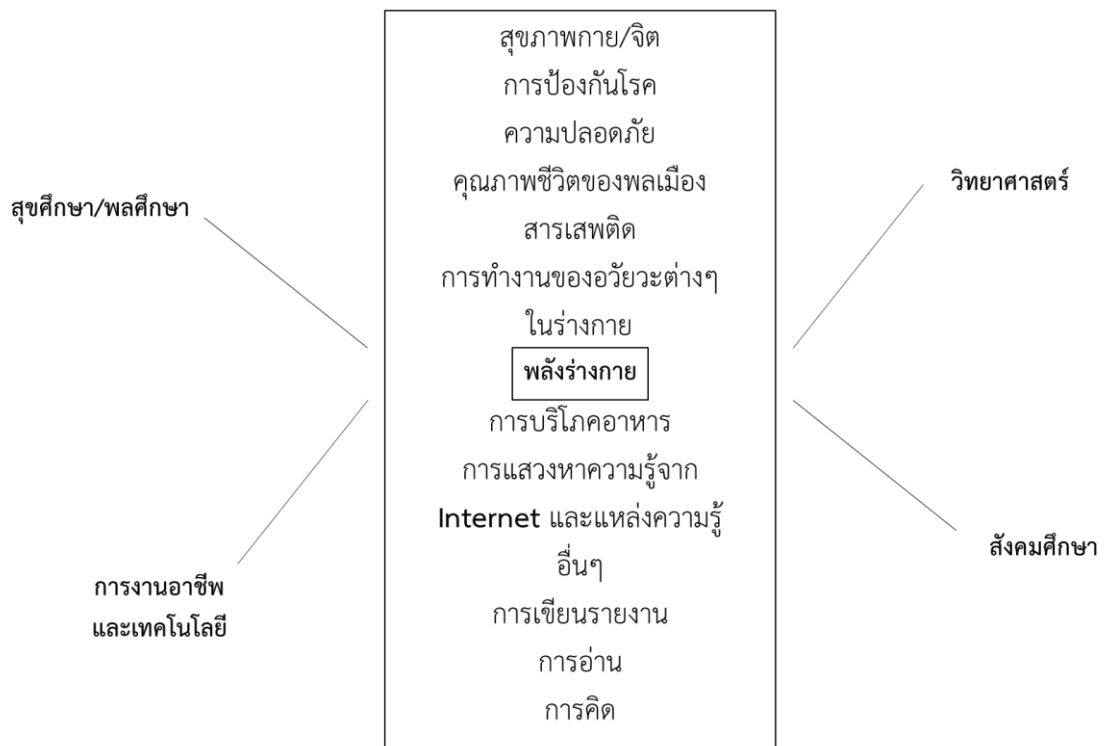 สุขภาพกาย/จิต
การป้องกันโรค
ความปลอดภัย
คุณภาพชีวิตของพลเมือง
สารเสพติด
การทำงานของอวัยวะต่างๆ
ในร่างกาย
พลังร่างกาย
การบริโภคอาหาร
การแสวงหาความรู้จาก
Internet และแหล่งความรู้
อื่นๆ
การเขียนรายงาน
การอ่าน
การคิด
สุขศึกษา/พลศึกษา
วิทยาศาสตร์
การงานอาชีพ
และเทคโนโลยี
สังคมศึกษา